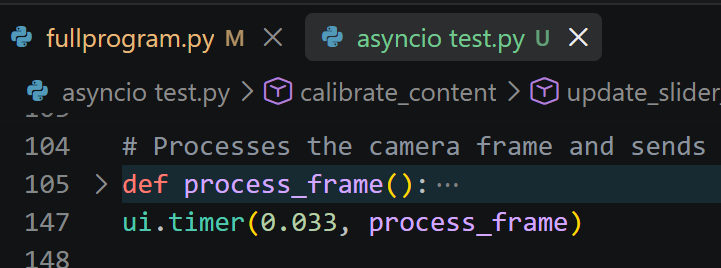 fullprogram.py M
asyncio test.py U
asyncio test.py > calibrate_content > update_slider
104 # Processes the camera frame and sends
105 > def process_frame():⋯
147 ui.timer(0.033, process_frame)
148